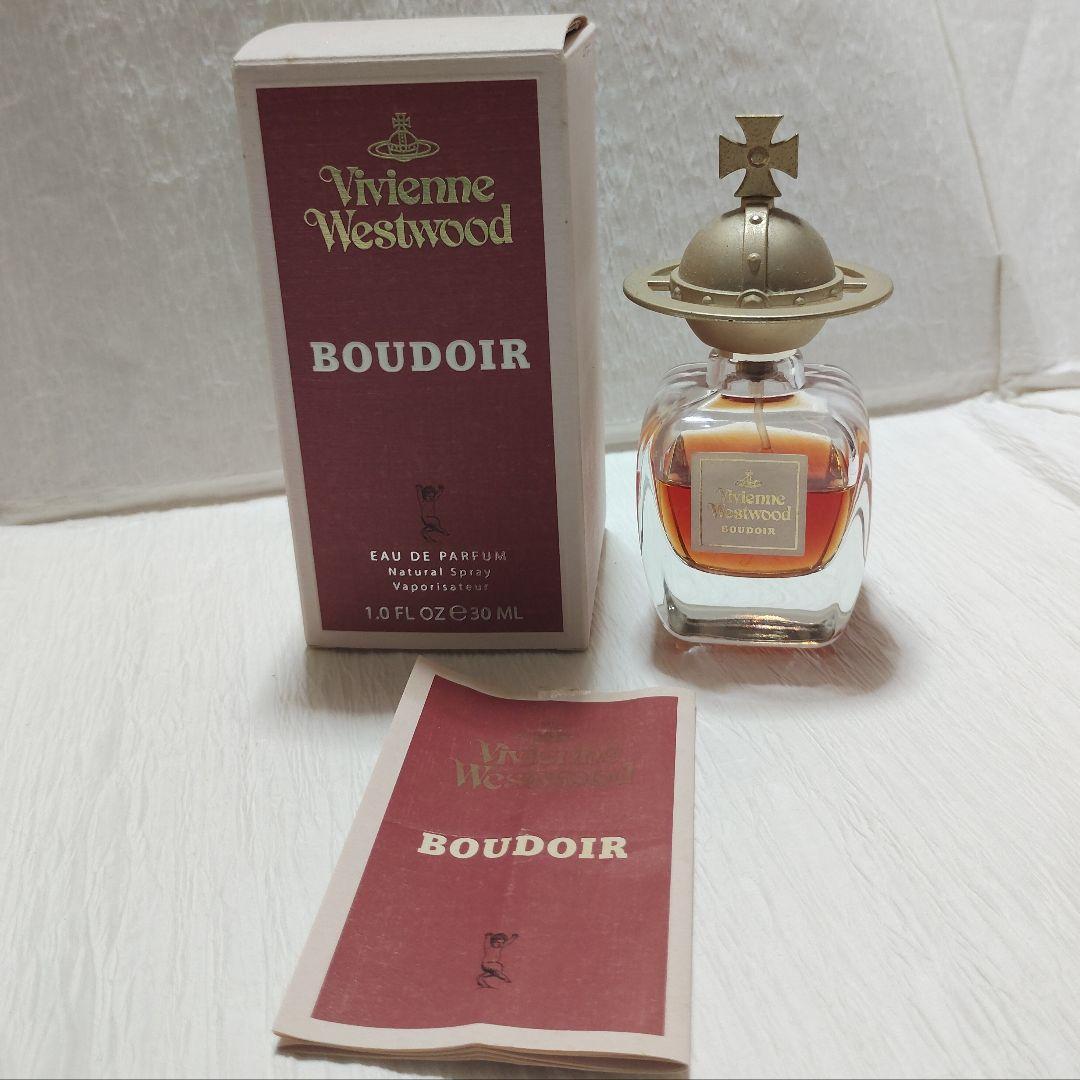 Vivienne
Westwood
BOUDOIR
EAU DE PARFUM
Natural Spray
Vaporisateur
1.0 FL OZ ℮ 30 ML
Vivienne
Westwood
BOUDOIR
Vivienne
Westwood
BOUDOIR